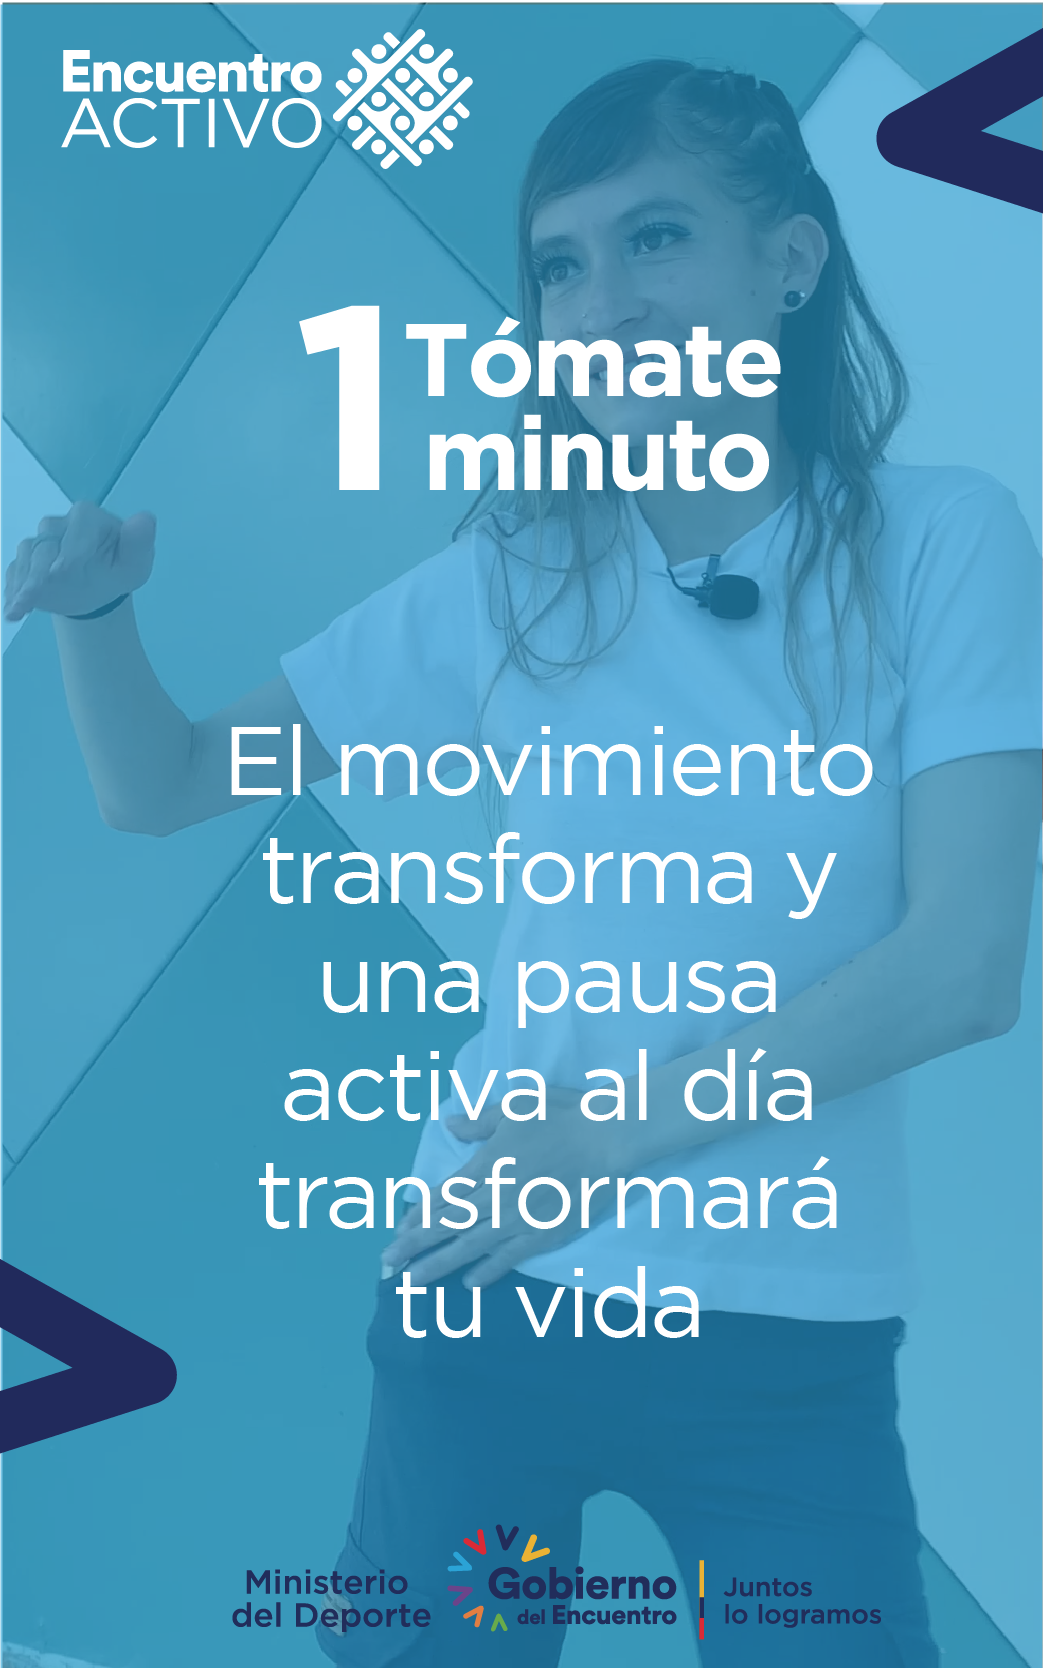 Encuentro
ACTIVO
1 Tómate
minuto
El movimiento
transforma y
una pausa
activa al día
transformará
tu vida
Ministerio
del Deporte
Gobierno
del Encuentro
Juntos
lo logramos